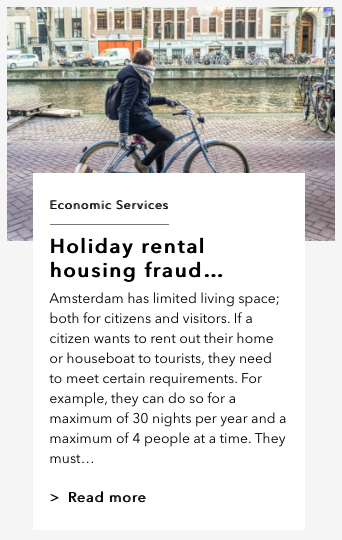 Economic Services
Holiday rental
housing fraud...
Amsterdam has limited living space;
both for citizens and visitors. If a
citizen wants to rent out their home
or houseboat to tourists, they need
to meet certain requirements. For
example, they can do so for a
maximum of 30 nights per year and a
maximum of 4 people at a time. They
must...
> Read more